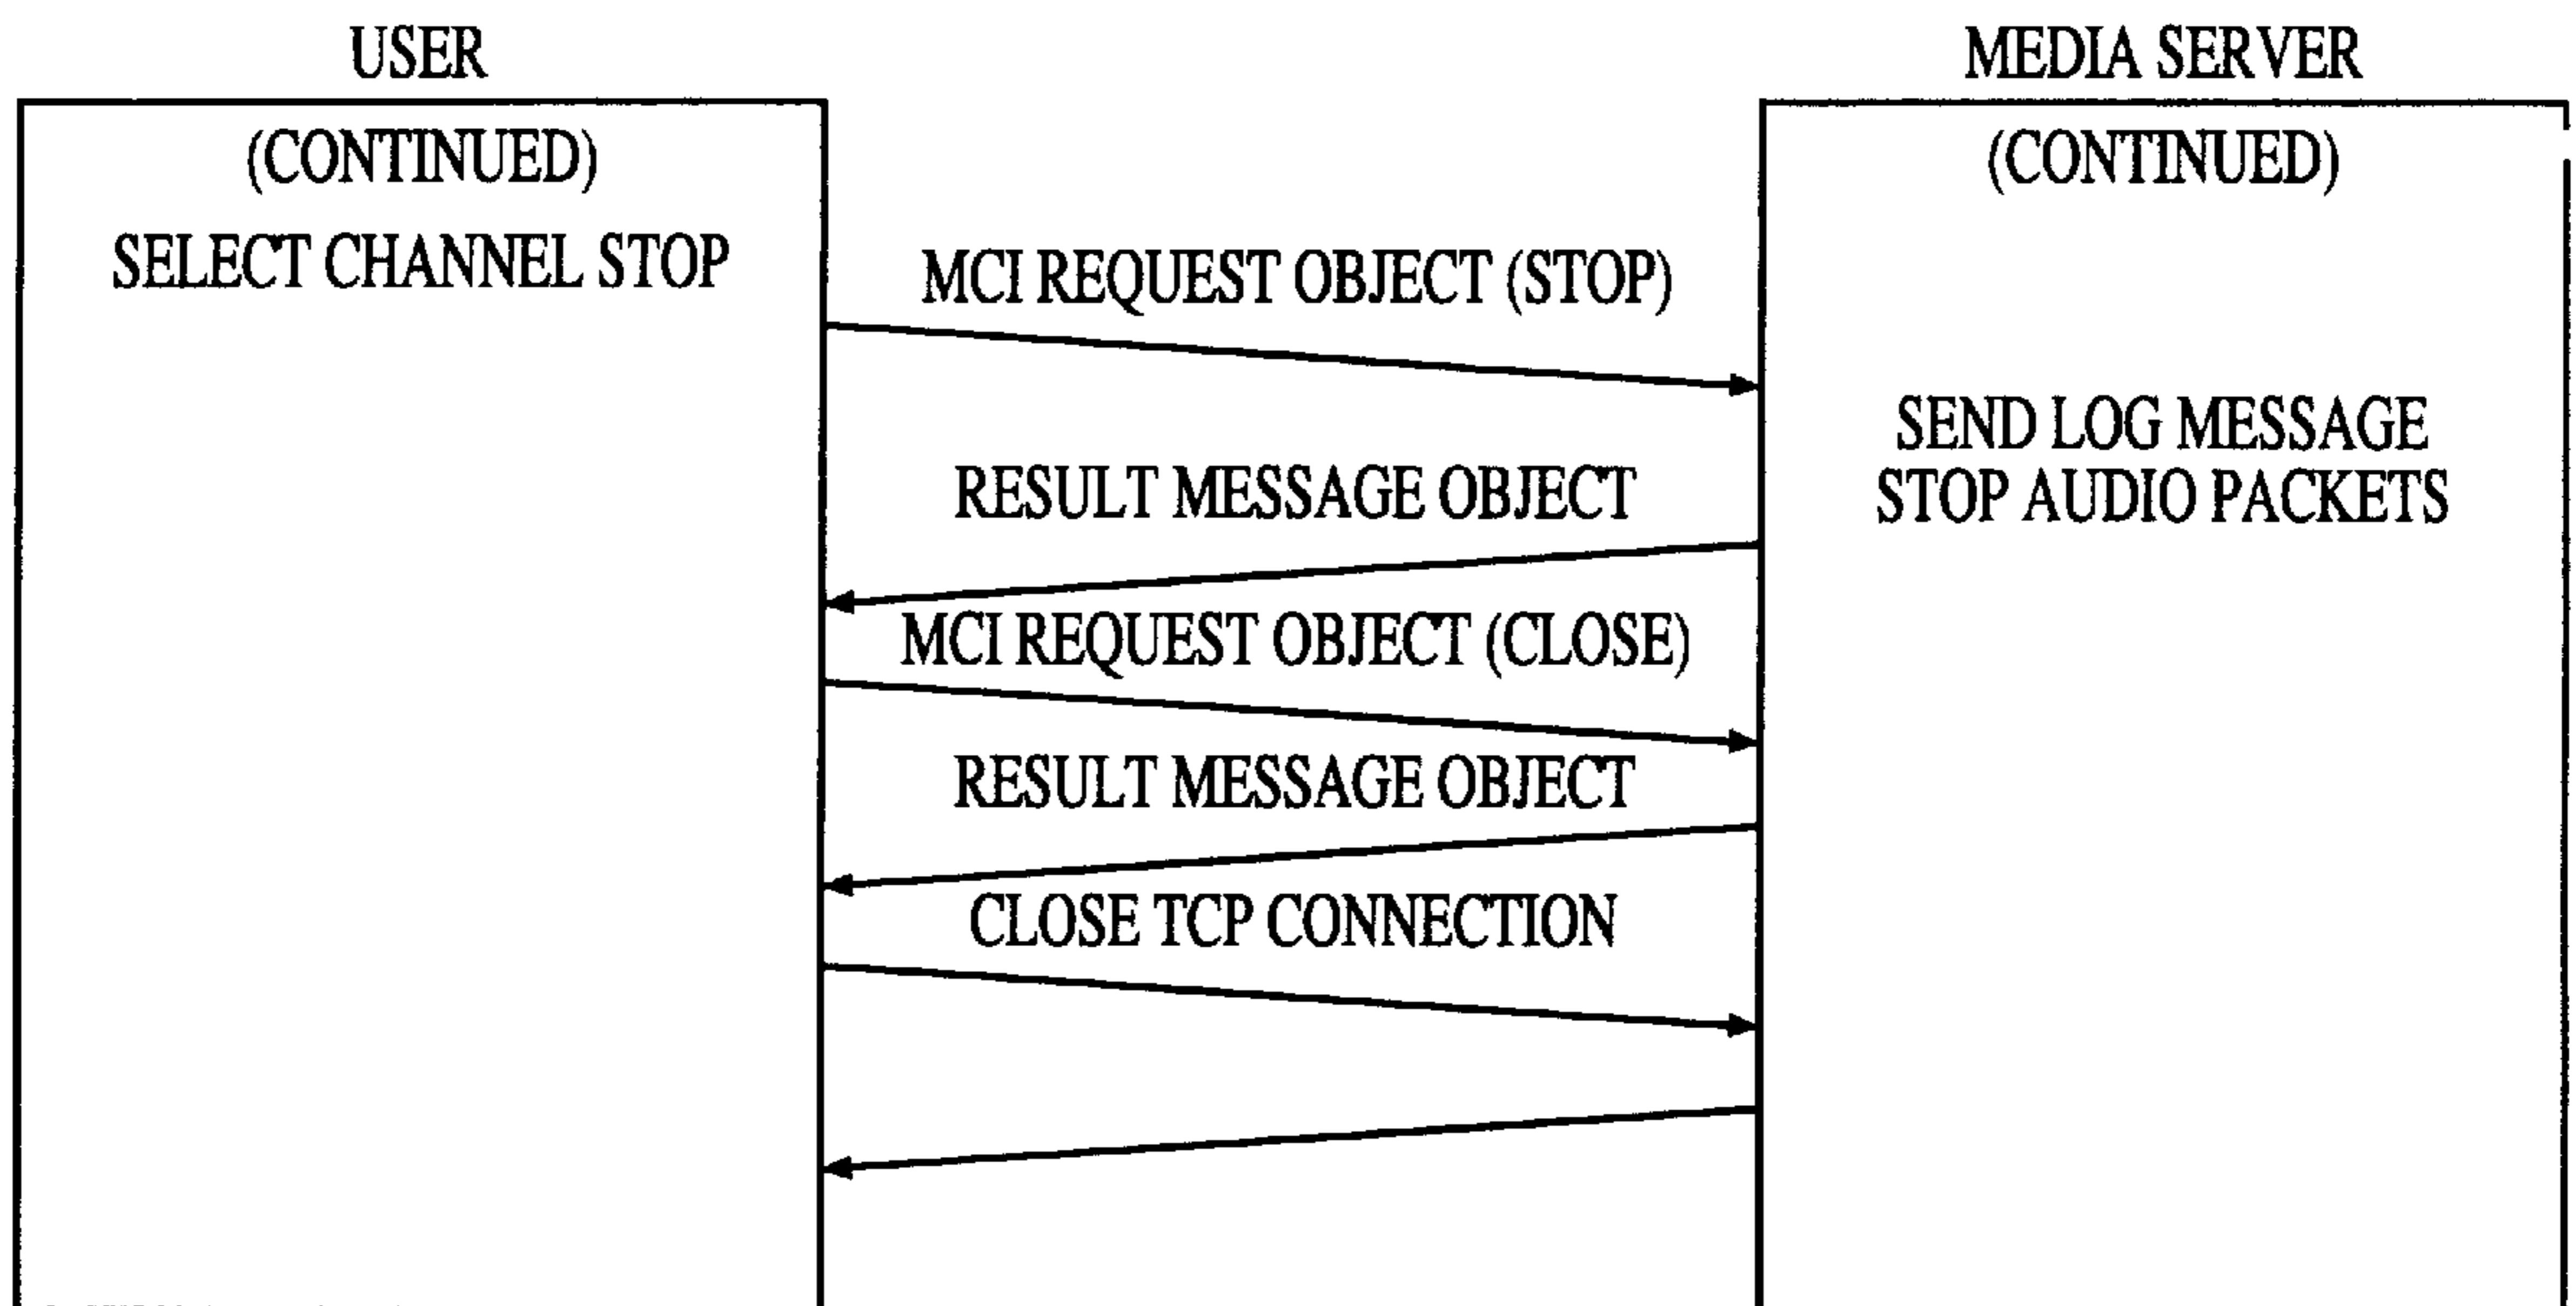 USER
MEDIA SERVER
(CONTINUED)
(CONTINUED)
SELECT CHANNEL STOP
MCI REQUEST OBJECT (STOP)
SEND LOG MESSAGE
STOP AUDIO PACKETS
RESULT MESSAGE OBJECT
MCI REQUEST OBJECT (CLOSE)
RESULT MESSAGE OBJECT
CLOSE TCP CONNECTION